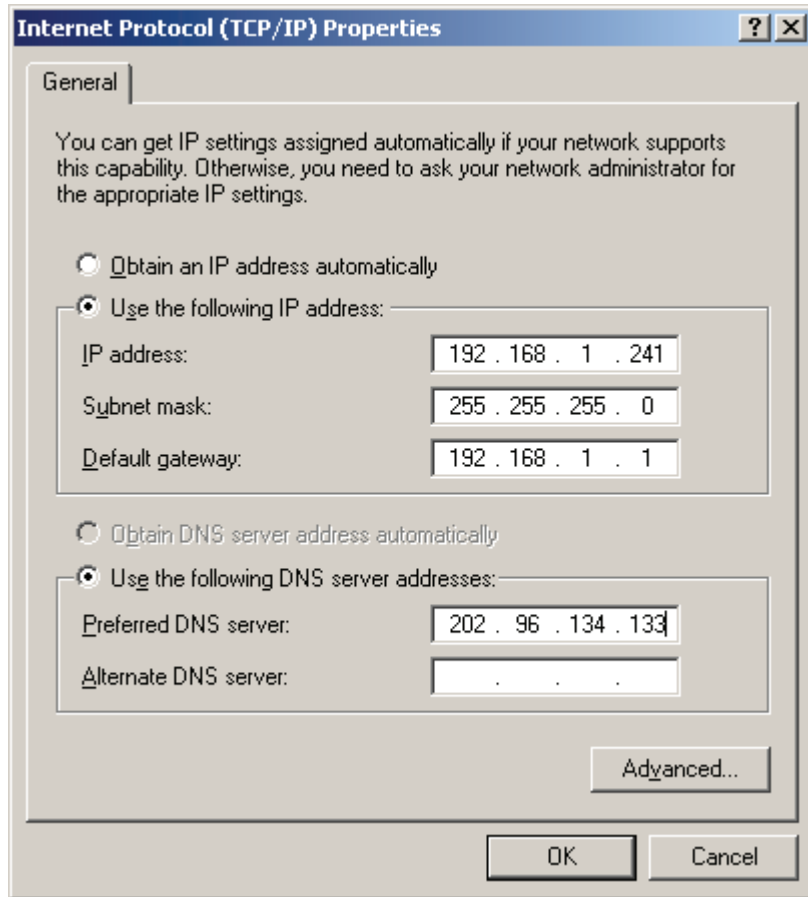 Internet Protocol (TCP/IP) Properties
General
You can get IP settings assigned automatically if your network supports
this capability. Otherwise, you need to ask your network administrator for
the appropriate IP settings.
Obtain an IP address automatically
Use the following IP address:
IP address: 192 . 168 . 1 . 241
Subnet mask: 255 . 255 . 255 . 0
Default gateway: 192 . 168 . 1 . 1
Obtain DNS server address automatically
Use the following DNS server addresses:
Preferred DNS server: 202 . 96 . 134 . 133
Alternate DNS server: . . .
Advanced...
OK Cancel